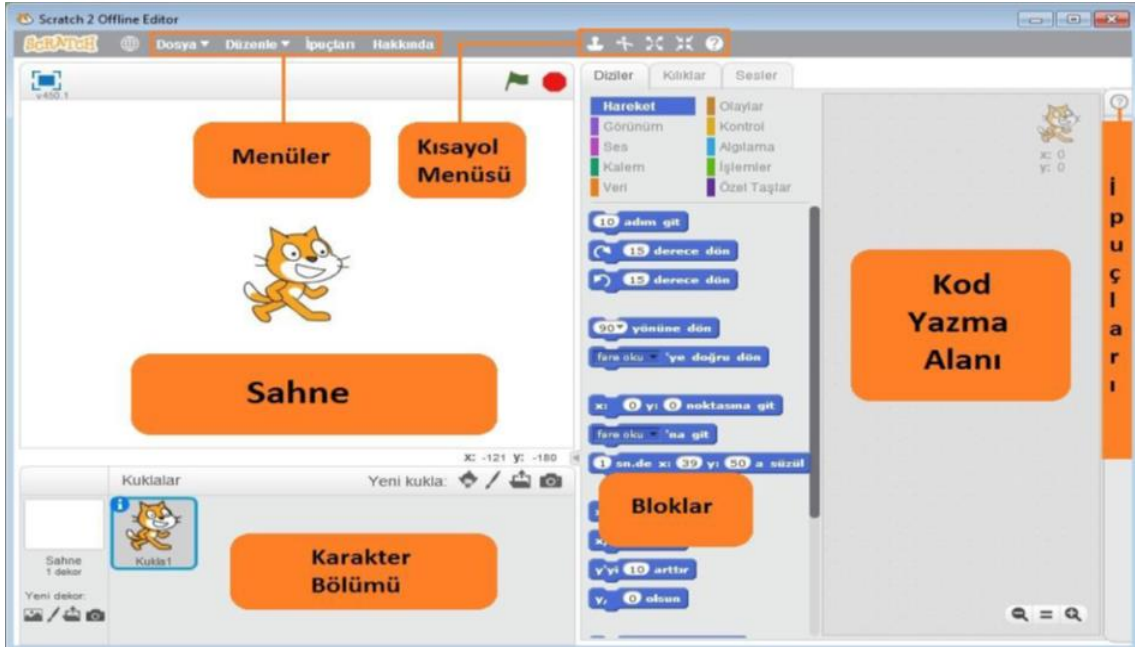 Scratch 2 Offline Editor
SCRATCH Dosya Düzenle İpuçları Hakkında
v450.1
Menüler
Kısayol
Menüsü
Sahne
x: -121 y: -180
Diziler Kılıklar Sesler
Hareket Olaylar
Görünüm Kontrol
Ses Algılama
Kalem İşlemler
Veri Özel Taşlar
10 adım git
15 derece dön
15 derece dön
90 yönüne dön
fare oku 'ye doğru dön
x: 0 y: 0 noktasına git
fare oku 'na git
1 sn.de x: 39 y: 50 a süzül
Bloklar
y'yi 10 arttır
y, 0 olsun
x: 0
y: 0
Kod
Yazma
Alanı
İpuçları
Kuklalar Yeni kukla:
Sahne
1 dekor
Yeni dekor:
Kukla1
Karakter
Bölümü